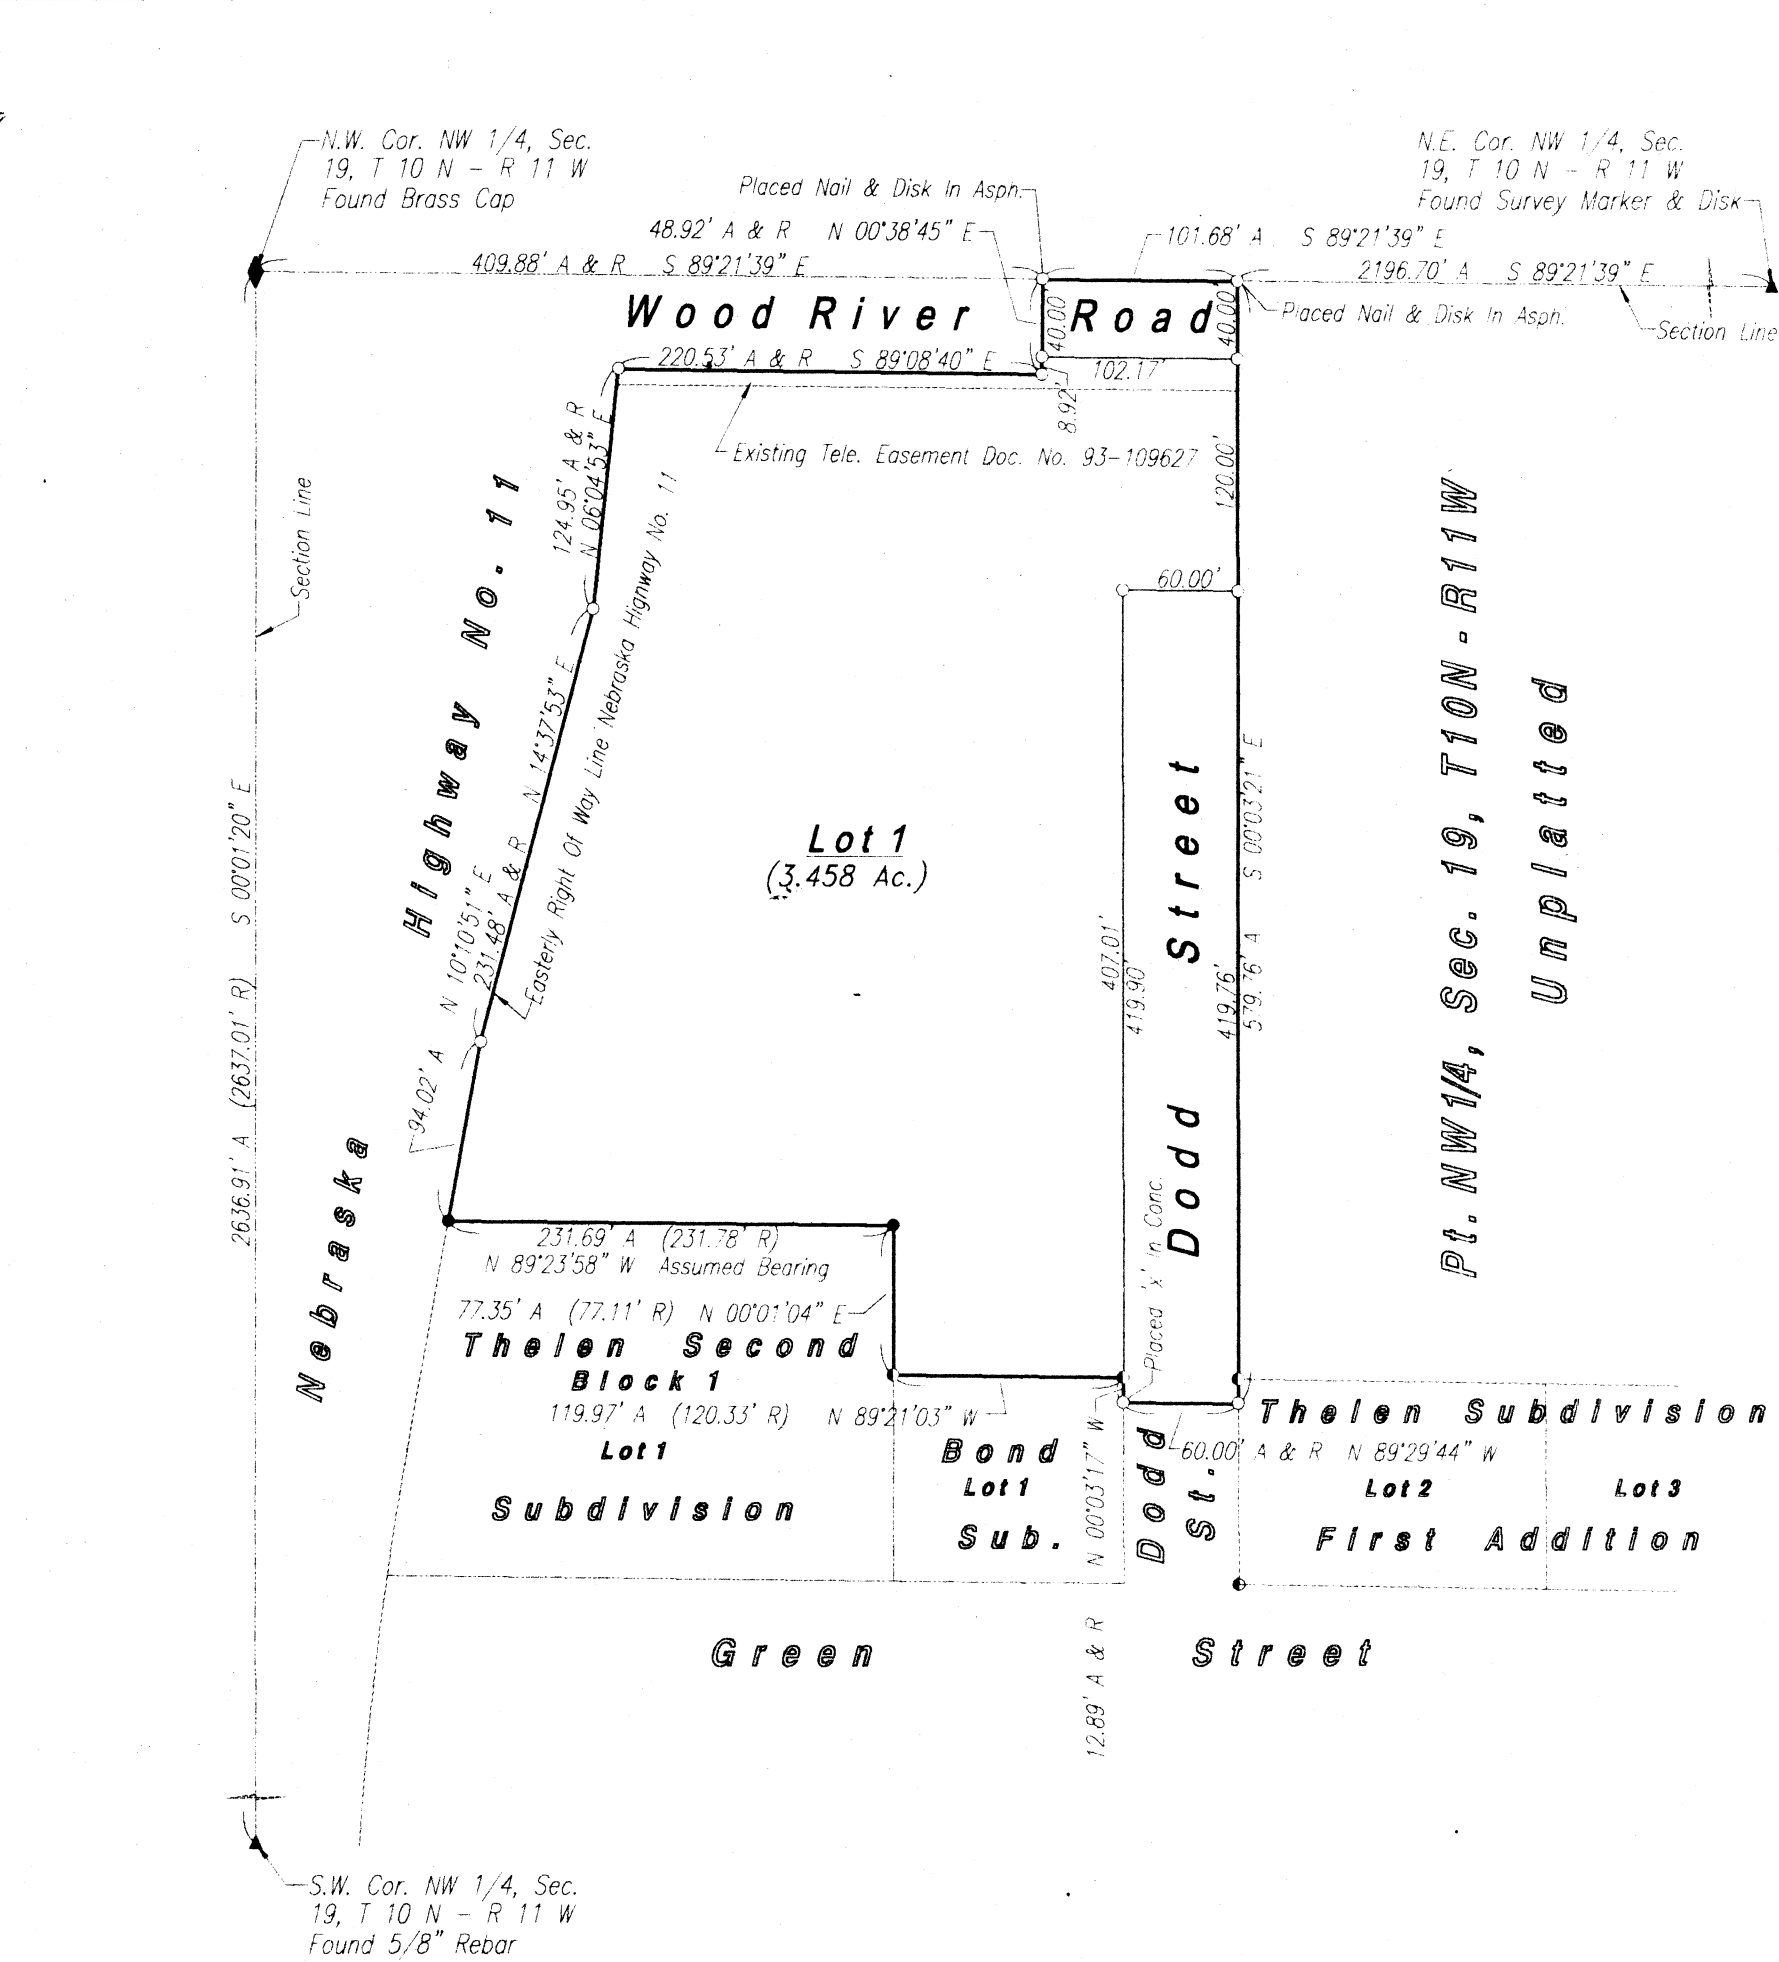 N.W. Cor. NW 1/4, Sec.
19, T 10 N - R 11 W
Found Brass Cap
N.E. Cor. NW 1/4, Sec.
19, T 10 N - R 11 W
Found Survey Marker & Disk
Placed Nail & Disk In Asph.
48.92' A & R N 00°38'45" E
101.68' A S 89°21'39" E
409.88' A & R S 89°21'39" E
2196.70' A S 89°21'39" E
Wood River Road
40.00'
40.00'
Placed Nail & Disk In Asph.
Section Line
220.53' A & R S 89°08'40" E
102.17'
8.92'
124.95' A & R
N 06°04'53" E
Existing Tele. Easement Doc. No. 93-109627
120.00'
Section Line
60.00'
Nebraska Highway No. 11
N 14°37'53" E
231.48' A & R
Easterly Right Of Way Line Nebraska Highway No. 11
Lot 1
(3.458 Ac.)
Dodd Street
S 00°03'21" E
579.76' A
419.76'
407.01'
419.90'
Pt. NW 1/4, Sec. 19, T10N-R11W
Unplatted
S 00°01'20" E
2636.91' A (2637.01' R)
N 10°10'51" E
94.02' A
231.69' A (231.78' R)
N 89°23'58" W Assumed Bearing
77.35' A (77.11' R) N 00°01'04" E
Placed 'x' in Conc.
Thelen Second
Block 1
119.97' A (120.33' R) N 89°21'03" W
Lot 1
Subdivision
Bond
Lot 1
Sub.
N 00°03'17" W
12.89' A & R
Dodd
St.
60.00' A & R N 89°29'44" W
Thelen Subdivision
Lot 2
Lot 3
First Addition
Green Street
S.W. Cor. NW 1/4, Sec.
19, T 10 N - R 11 W
Found 5/8" Rebar